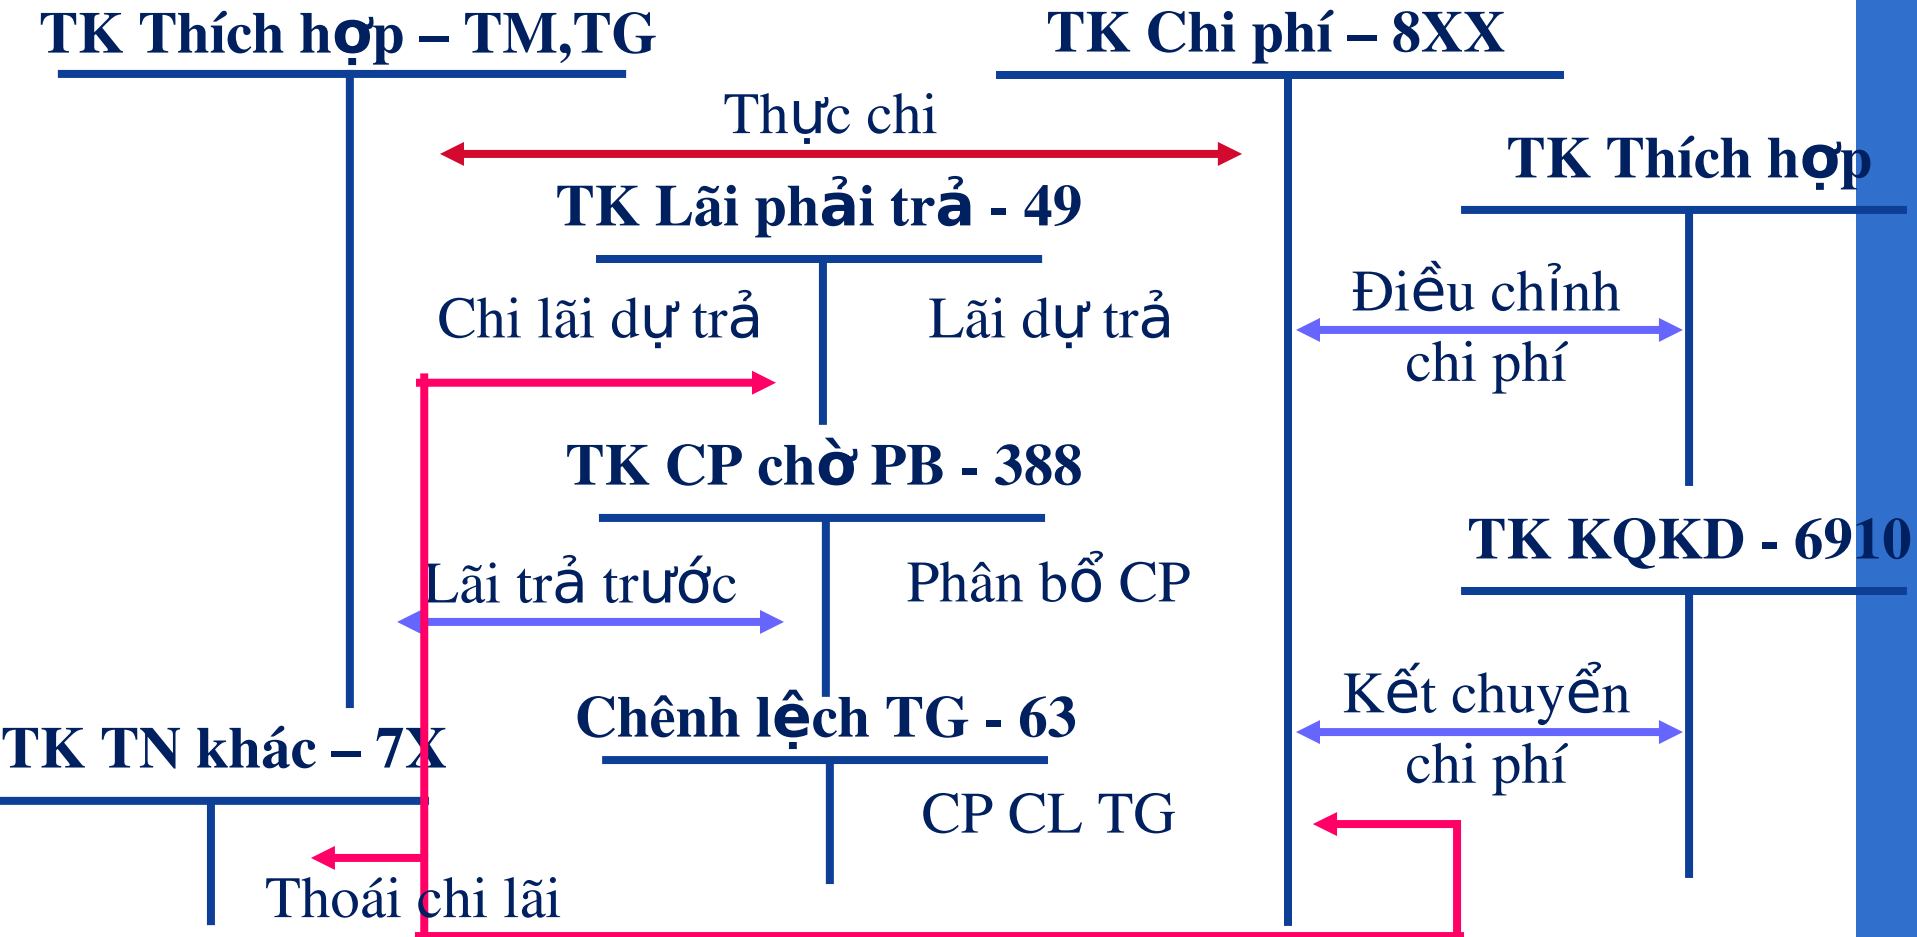 TK Thích hợp – TM,TG
TK Chi phí – 8XX
Thực chi
TK Thích hợp
TK Lãi phải trả - 49
Chi lãi dự trả
Lãi dự trả
Điều chỉnh
chi phí
TK CP chờ PB - 388
TK KQKD - 6910
Lãi trả trước
Phân bổ CP
Kết chuyển
chi phí
Chênh lệch TG - 63
TK TN khác – 7X
CP CL TG
Thoái chi lãi